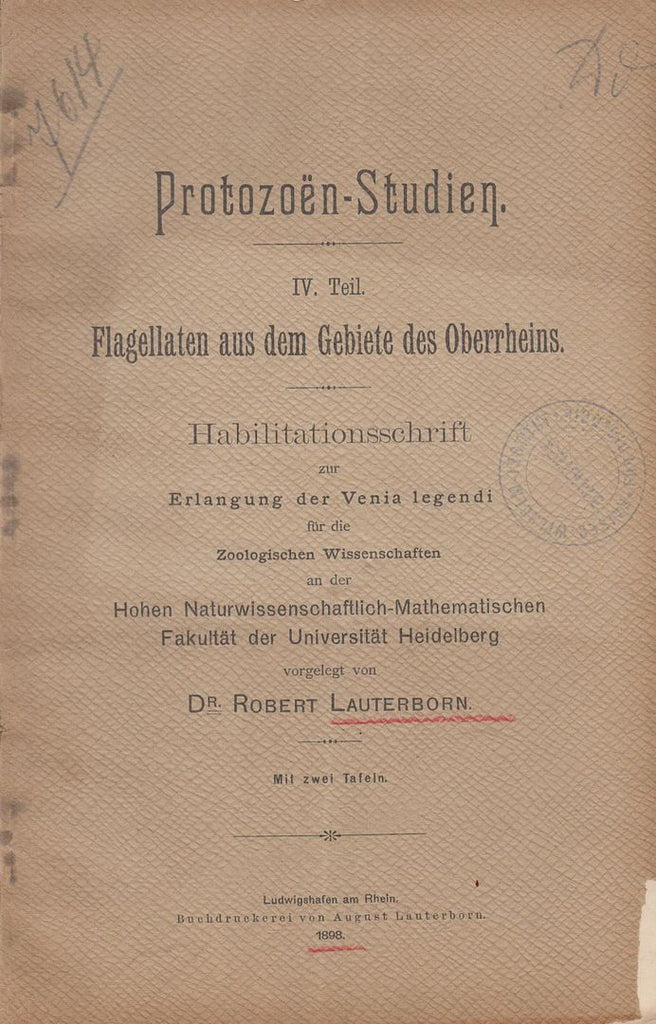 7614
Protozoën-Studien.
IV. Teil.
Flagellaten aus dem Gebiete des Oberrheins.
Habilitationsschrift
zur
Erlangung der Venia legendi
für die
Zoologischen Wissenschaften
an der
Hohen Naturwissenschaftlich-Mathematischen
Fakultät der Universität Heidelberg
vorgelegt von
DR. ROBERT LAUTERBORN.
Mit zwei Tafeln.
Ludwigshafen am Rhein.
Buchdruckerei von August Lauterborn.
1898.